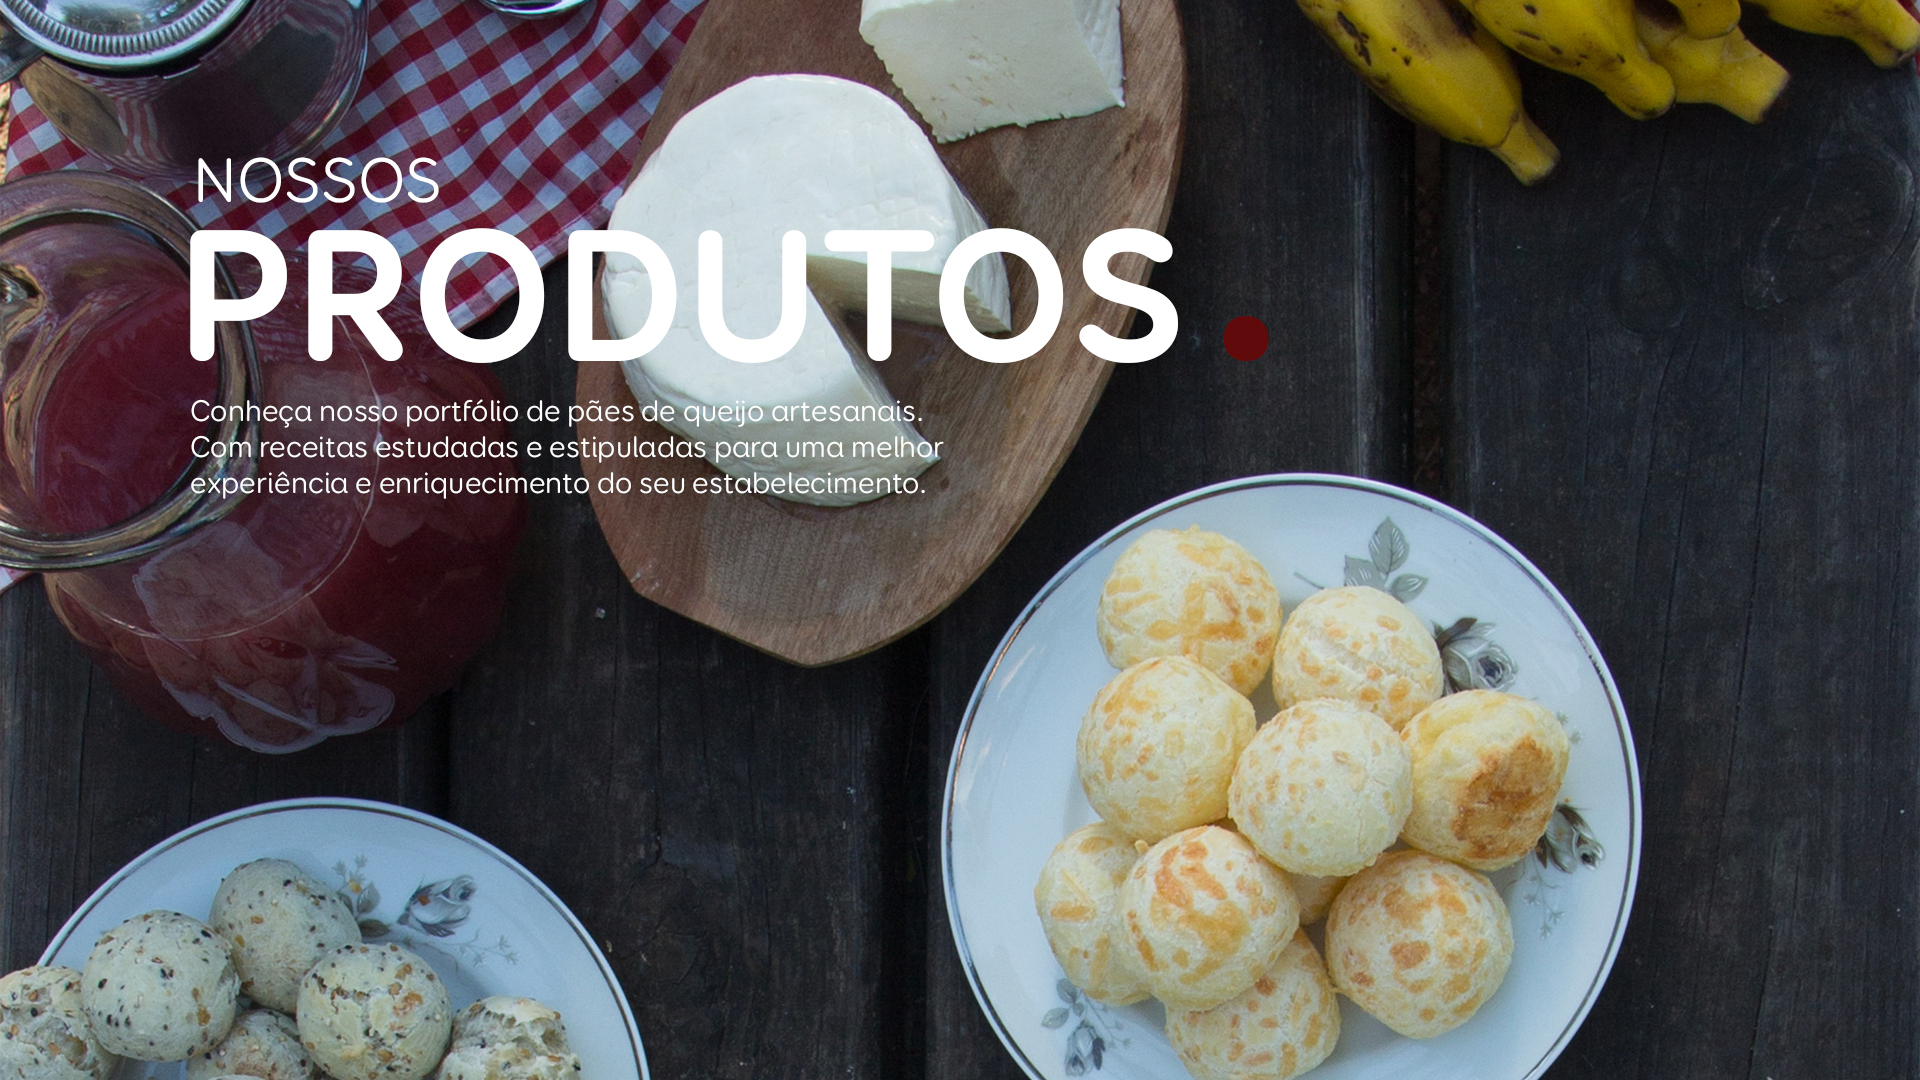 NOSSOS
PRODUTOS.
Conheça nosso portfólio de pães de queijo artesanais.
Com receitas estudadas e estipuladas para uma melhor
experiência e enriquecimento do seu estabelecimento.